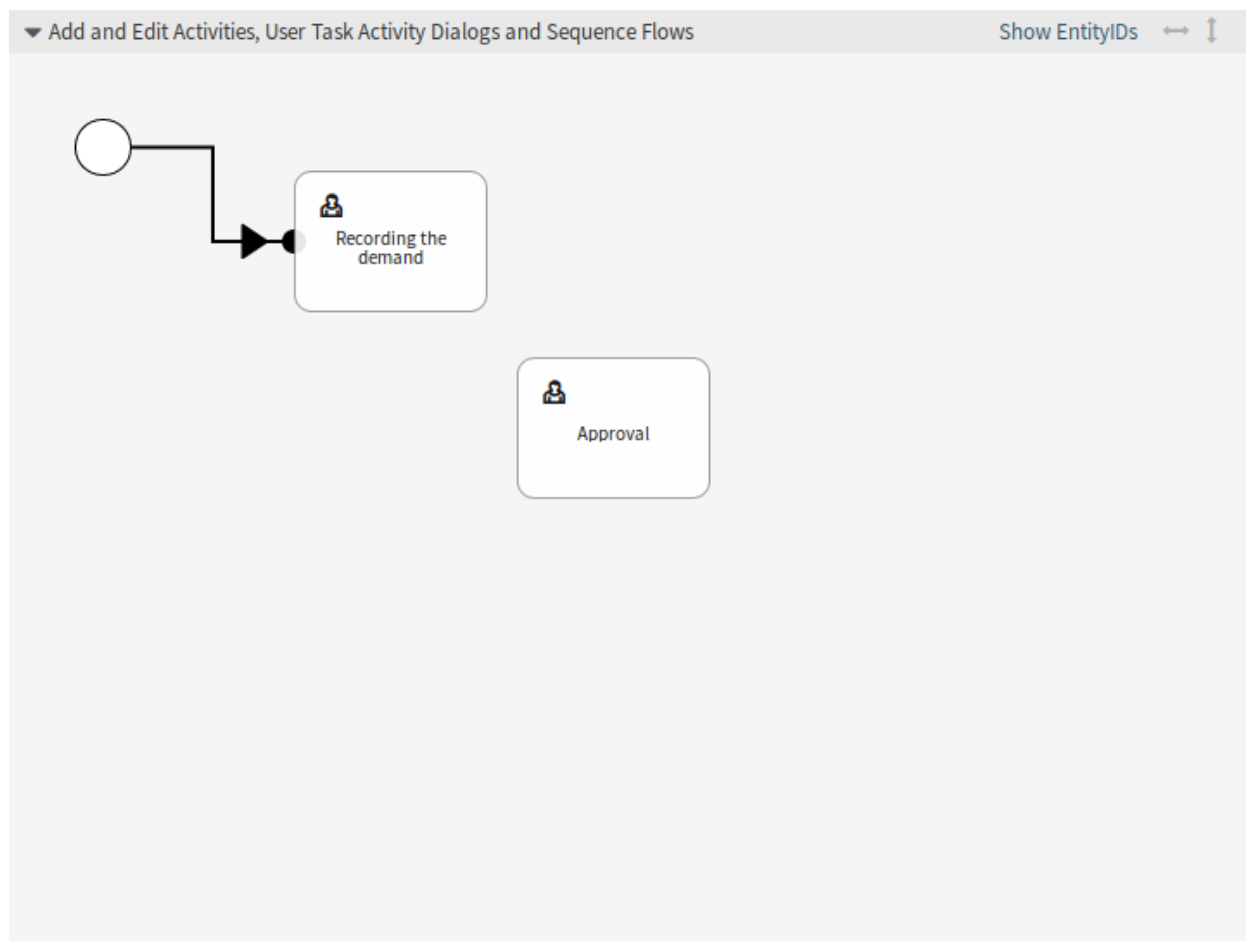 Add and Edit Activities, User Task Activity Dialogs and Sequence Flows
Show EntityIDs
Recording the
demand
Approval